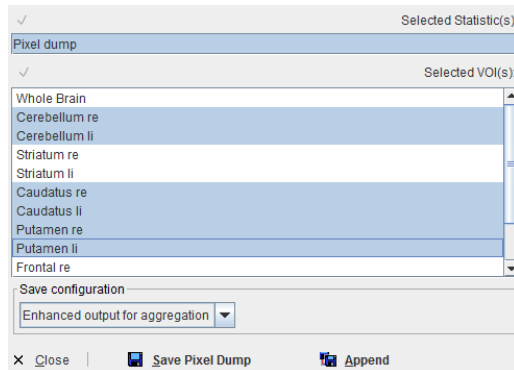 Selected Statistic(s)
Pixel dump
Selected VOI(s):
Whole Brain
Cerebellum re
Cerebellum li
Striatum re
Striatum li
Caudatus re
Caudatus li
Putamen re
Putamen li
Frontal re
Save configuration
Enhanced output for aggregation
Close Save Pixel Dump Append